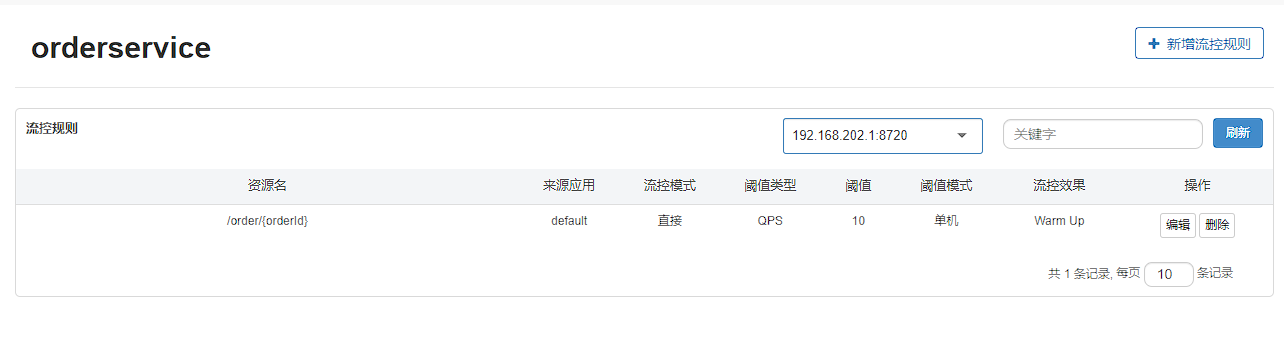 orderservice
+ 新增流控规则
流控规则
192.168.202.1:8720
关键字
刷新
资源名 来源应用 流控模式 阈值类型 阈值 阈值模式 流控效果 操作
/order/{orderId} default 直接 QPS 10 单机 Warm Up 编辑 删除
共 1 条记录, 每页 10 条记录